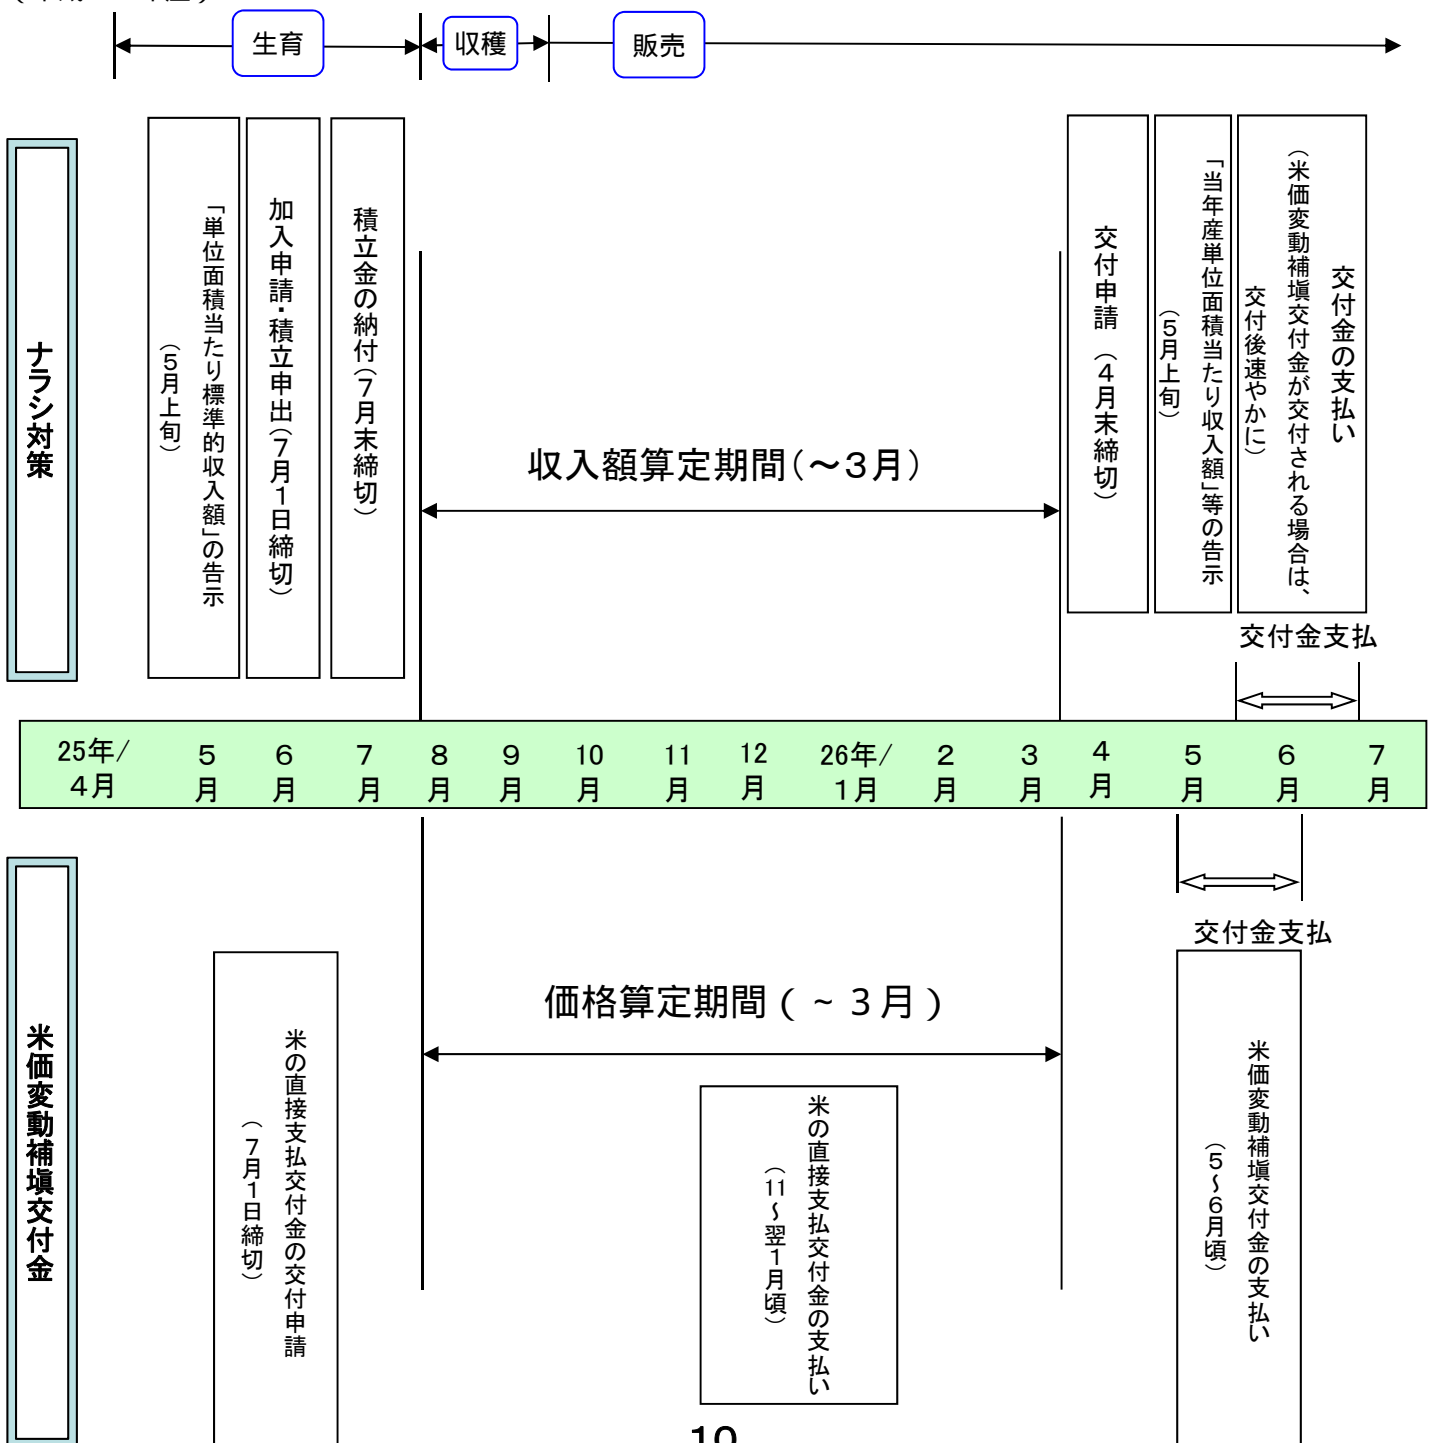 生育
収穫
販売
ナラシ対策
「単位面積当たり標準的収入額」の告示
（5月上旬）
加入申請・積立申出（7月1日締切）
積立金の納付（7月末締切）
収入額算定期間（～3月）
交付申請（4月末締切）
「当年産単位面積当たり収入額」等の告示
（5月上旬）
交付金の支払い
（米価変動補塡交付金が交付される場合は、
交付後速やかに）
交付金支払
25年/
4月
5月
6月
7月
8月
9月
10月
11月
12月
26年/
1月
2月
3月
4月
5月
6月
7月
交付金支払
米価変動補塡交付金
米の直接支払交付金の交付申請
（7月1日締切）
価格算定期間（～3月）
米の直接支払交付金の支払い
（11～翌1月頃）
米価変動補塡交付金の支払い
（5～6月頃）
10